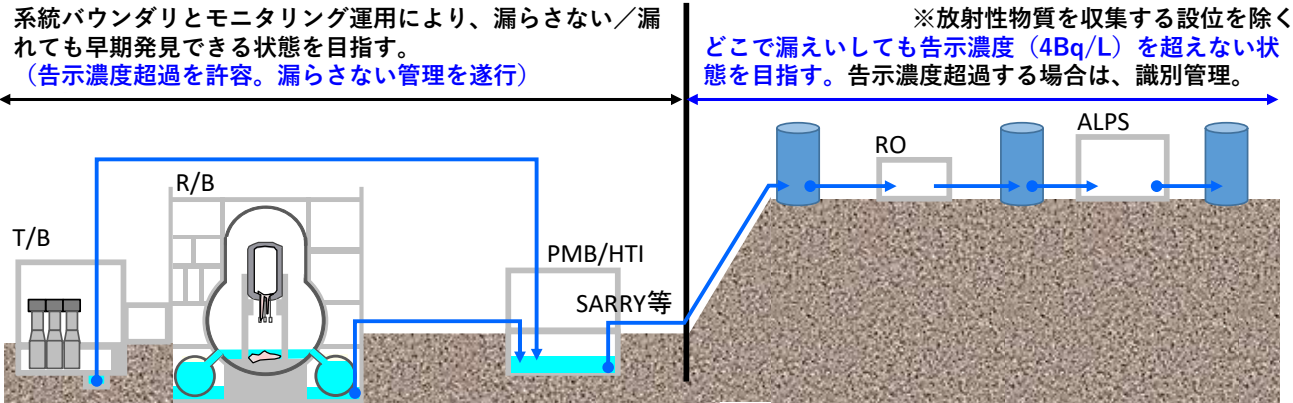 系統バウンダリとモニタリング運用により、漏らさない／漏
れても早期発見できる状態を目指す。
（告示濃度超過を許容。漏らさない管理を遂行）
※放射性物質を収集する設位を除く
どこで漏えいしても告示濃度（4Bq/L）を超えない状
態を目指す。告示濃度超過する場合は、識別管理。
T/B
R/B
PMB/HTI
SARRY等
RO
ALPS